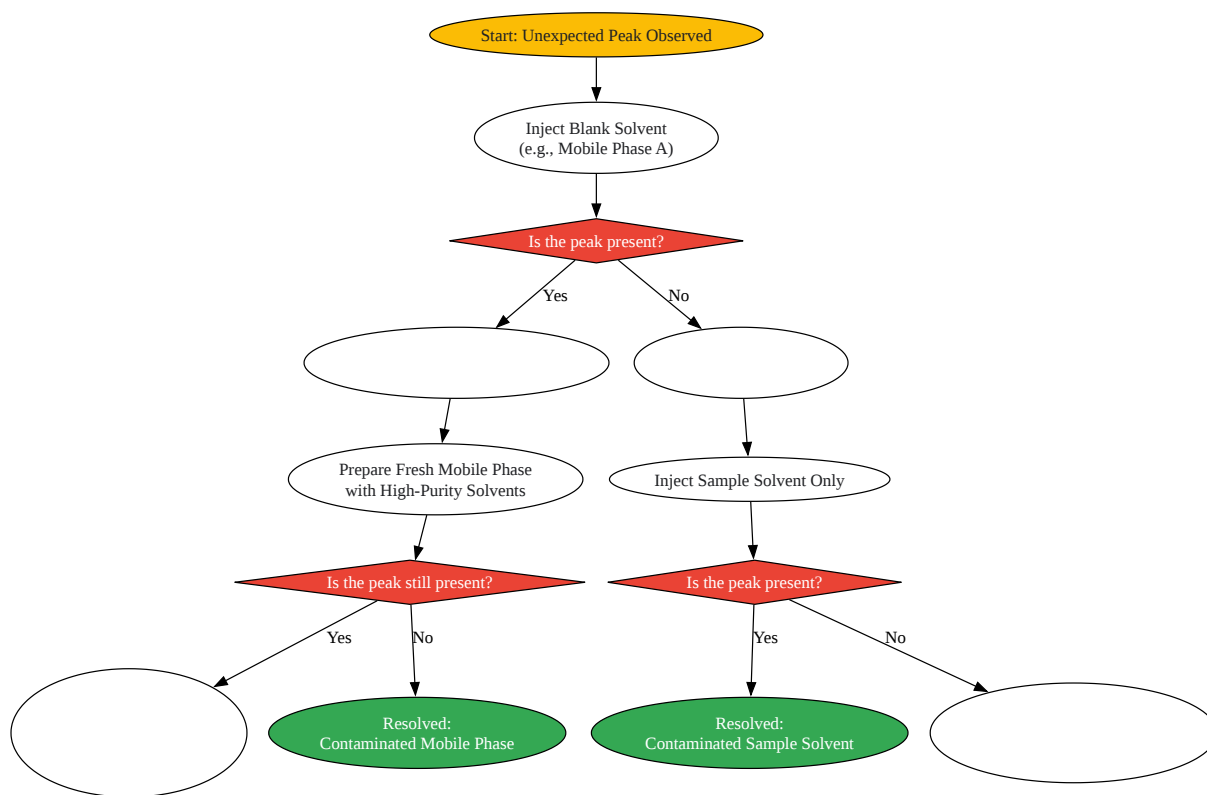 Start: Unexpected Peak Observed
Inject Blank Solvent
(e.g., Mobile Phase A)
Is the peak present?
Yes
No
Prepare Fresh Mobile Phase
with High-Purity Solvents
Inject Sample Solvent Only
Is the peak still present?
Is the peak present?
Yes
No
Yes
No
Resolved:
Contaminated Mobile Phase
Resolved:
Contaminated Sample Solvent